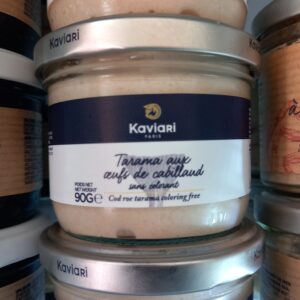 Kaviari
Kaviari
PARIS
Tarama aux
œufs de cabillaud
sans colorant
POIDS NET
NET WEIGHT
90G℮
Cod roe tarama coloring free
Kaviari